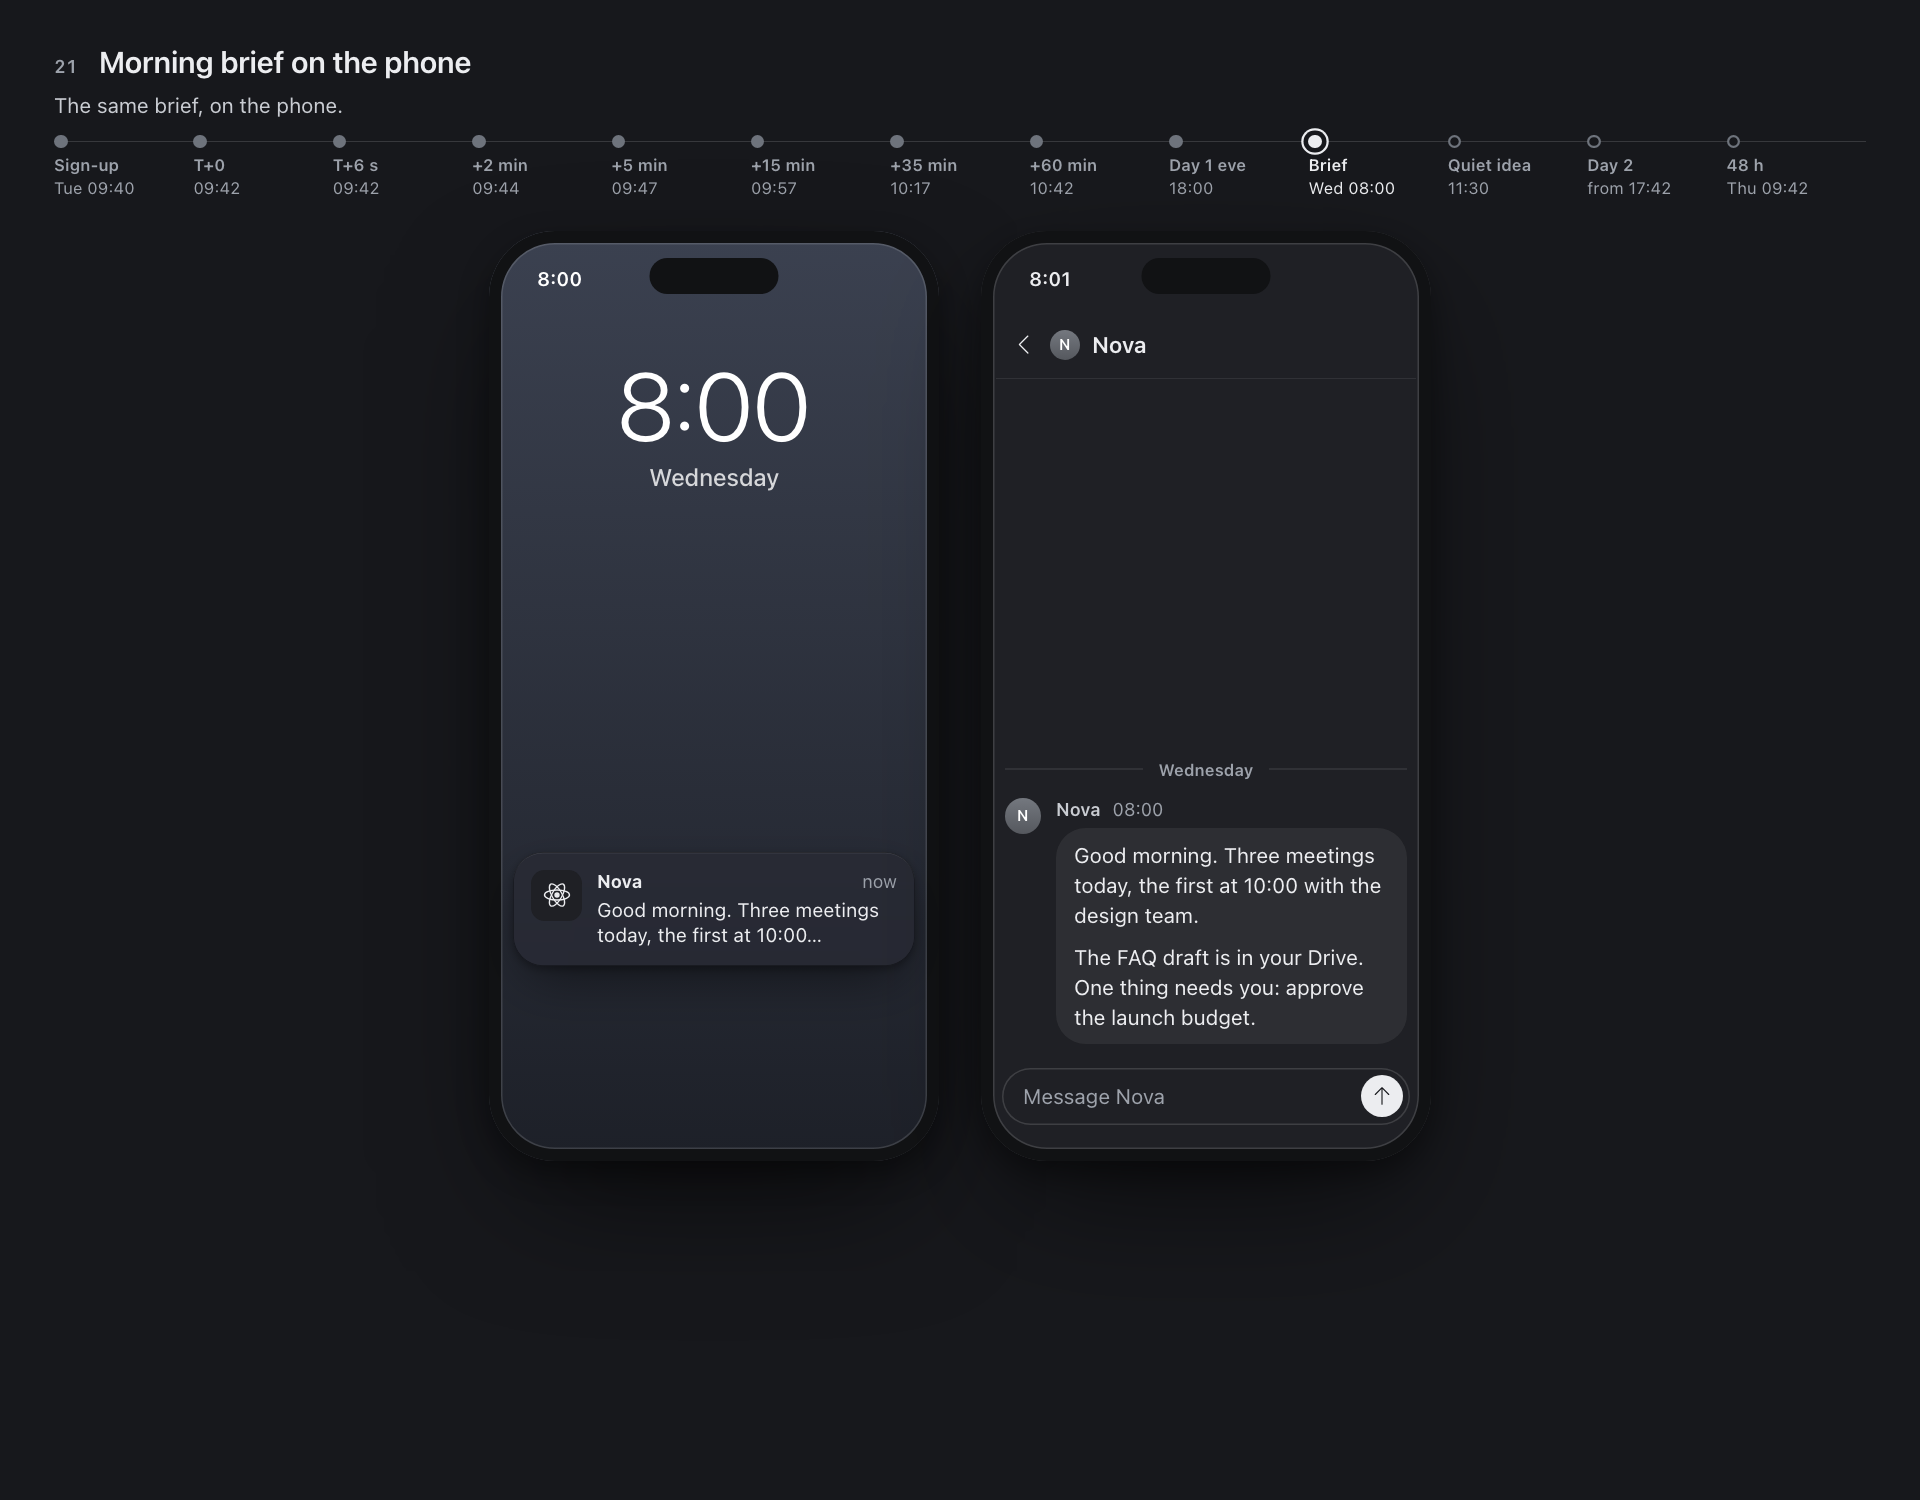 21 Morning brief on the phone
The same brief, on the phone.
Sign-up T+0 T+6 s +2 min +5 min +15 min +35 min +60 min Day 1 eve Brief Quiet idea Day 2 48 h
Tue 09:40 09:42 09:42 09:44 09:47 09:57 10:17 10:42 18:00 Wed 08:00 11:30 from 17:42 Thu 09:42
8:00
8:00
Wednesday
Nova now
Good morning. Three meetings
today, the first at 10:00...
8:01
N Nova
Wednesday
N Nova 08:00
Good morning. Three meetings
today, the first at 10:00 with the
design team.
The FAQ draft is in your Drive.
One thing needs you: approve
the launch budget.
Message Nova